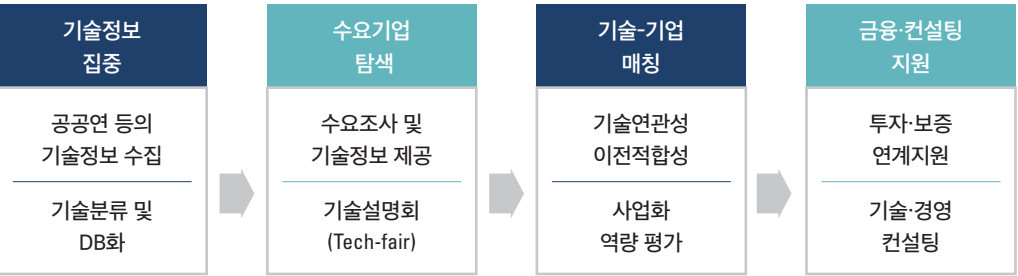 기술정보
집중
공공연 등의
기술정보 수집
기술분류 및
DB화
수요기업
탐색
수요조사 및
기술정보 제공
기술설명회
(Tech-fair)
기술-기업
매칭
기술연관성
이전적합성
사업화
역량 평가
금융·컨설팅
지원
투자·보증
연계지원
기술·경영
컨설팅